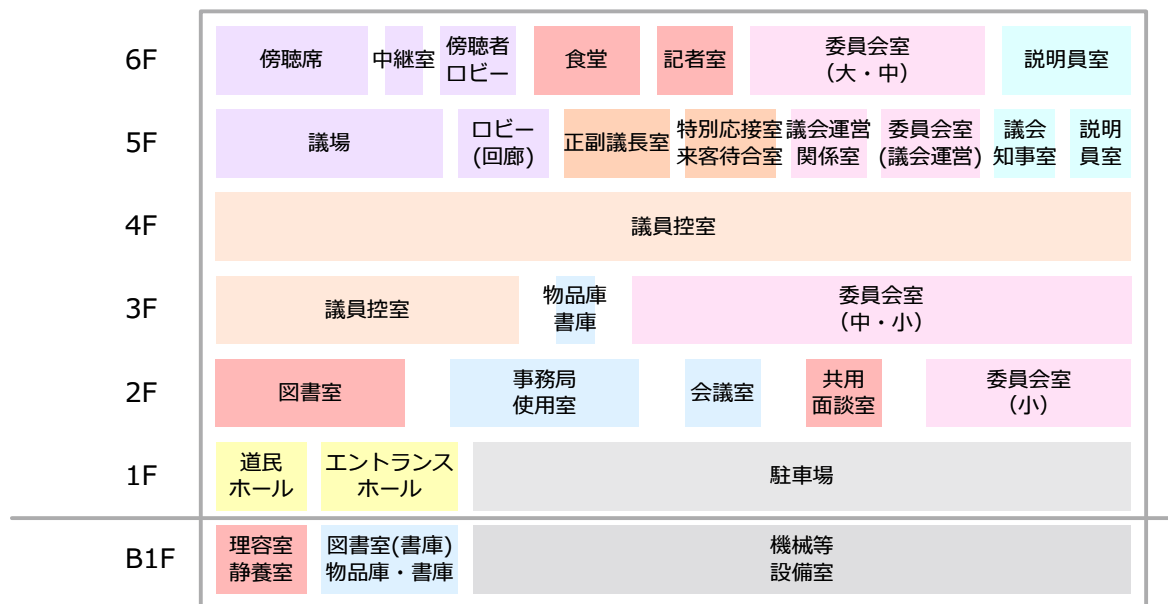 6F
傍聴席
中継室
傍聴者
ロビー
食堂
記者室
委員会室
（大・中）
説明員室
5F
議場
ロビー
(回廊)
正副議長室
特別応接室
来客待合室
議会運営
関係室
委員会室
(議会運営)
議会
知事室
説明
員室
4F
議員控室
3F
議員控室
物品庫
書庫
委員会室
（中・小）
2F
図書室
事務局
使用室
会議室
共用
面談室
委員会室
（小）
1F
道民
ホール
エントランス
ホール
駐車場
B1F
理容室
静養室
図書室(書庫)
物品庫・書庫
機械等
設備室